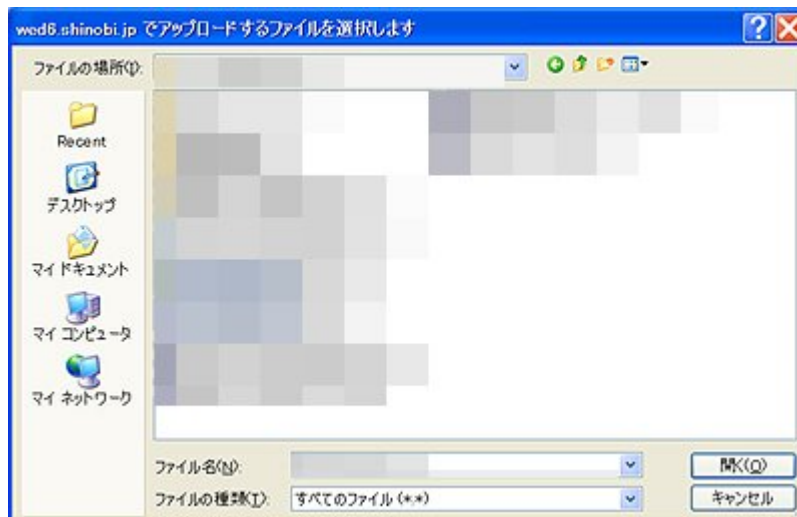 wed6.shinobi.jp でアップロードするファイルを選択します
ファイルの場所(I):
Recent
デスクトップ
マイ ドキュメント
マイ コンピュータ
マイ ネットワーク
ファイル名(N):
開く(O)
ファイルの種類(T):
すべてのファイル (*.*)
キャンセル